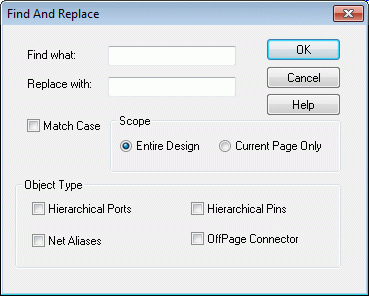 Find And Replace
Find what:
OK
Replace with:
Cancel
Help
Match Case
Scope
Entire Design
Current Page Only
Object Type
Hierarchical Ports
Hierarchical Pins
Net Aliases
OffPage Connector